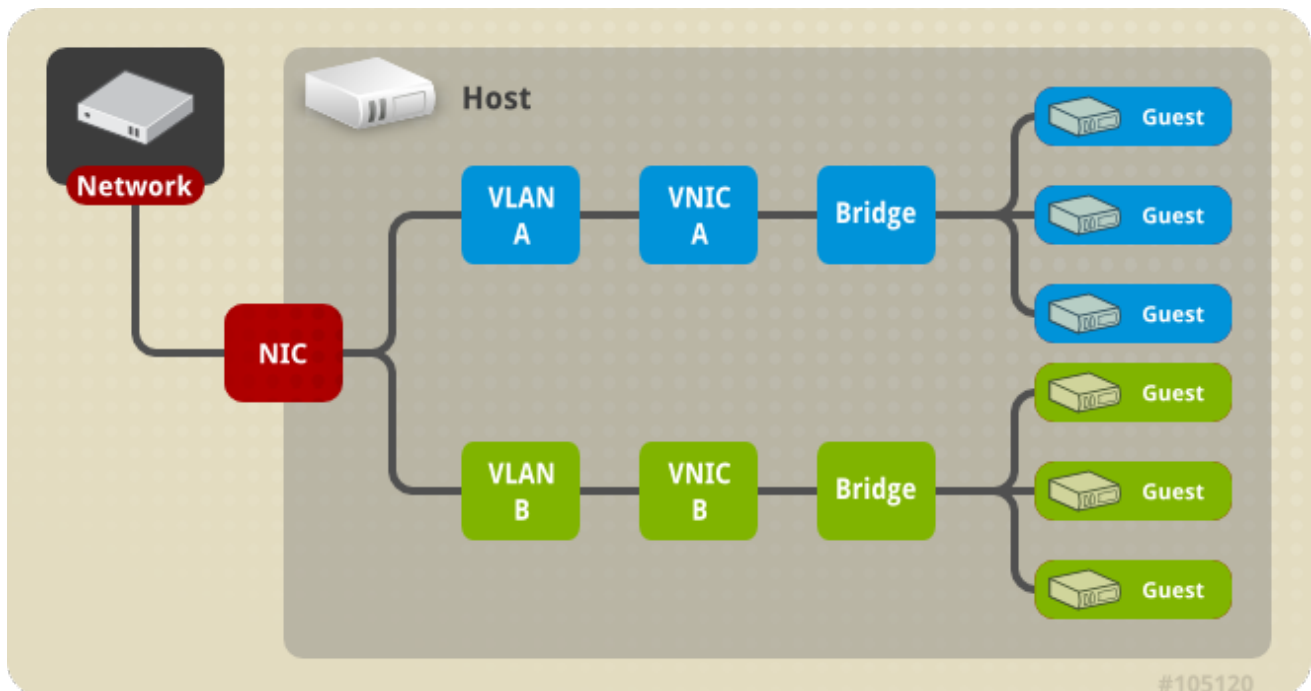 Host
Network
Guest
VLAN
A
VNIC
A
Bridge
Guest
Guest
NIC
Guest
VLAN
B
VNIC
B
Bridge
Guest
Guest
#105120